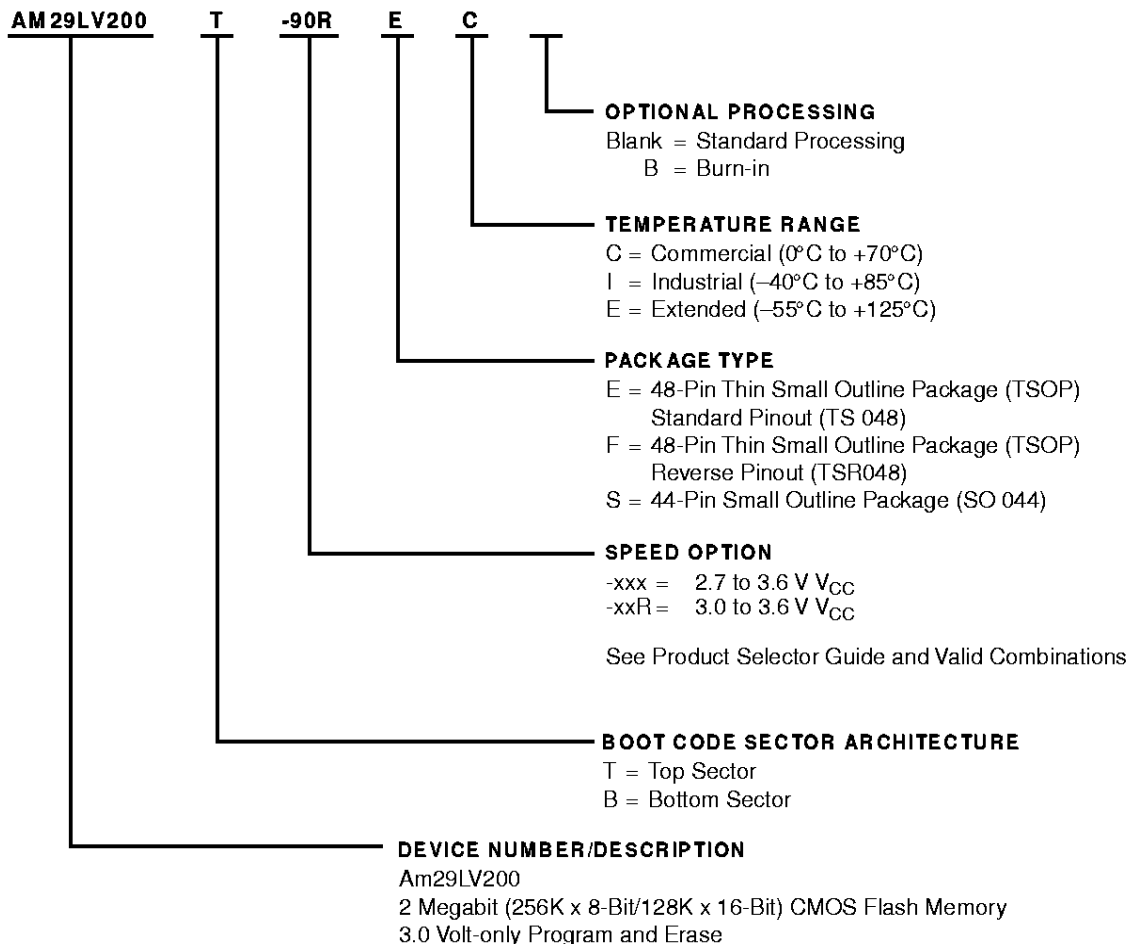 AM29LV200 T -90R E C
OPTIONAL PROCESSING
Blank = Standard Processing
B = Burn-in
TEMPERATURE RANGE
C = Commercial (0°C to +70°C)
I = Industrial (–40°C to +85°C)
E = Extended (–55°C to +125°C)
PACKAGE TYPE
E = 48-Pin Thin Small Outline Package (TSOP)
Standard Pinout (TS 048)
F = 48-Pin Thin Small Outline Package (TSOP)
Reverse Pinout (TSR048)
S = 44-Pin Small Outline Package (SO 044)
SPEED OPTION
-xxx = 2.7 to 3.6 V VCC
-xxR = 3.0 to 3.6 V VCC
See Product Selector Guide and Valid Combinations
BOOT CODE SECTOR ARCHITECTURE
T = Top Sector
B = Bottom Sector
DEVICE NUMBER/DESCRIPTION
Am29LV200
2 Megabit (256K x 8-Bit/128K x 16-Bit) CMOS Flash Memory
3.0 Volt-only Program and Erase